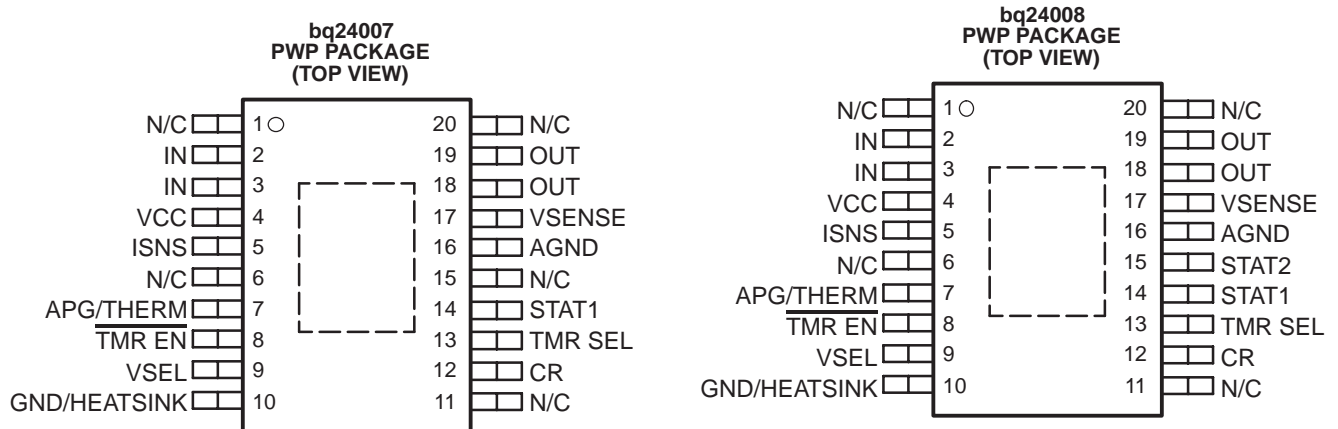 bq24007
PWP PACKAGE
(TOP VIEW)
N/C 1 20 N/C
IN 2 19 OUT
IN 3 18 OUT
VCC 4 17 VSENSE
ISNS 5 16 AGND
N/C 6 15 N/C
APG/THERM 7 14 STAT1
TMR EN 8 13 TMR SEL
VSEL 9 12 CR
GND/HEATSINK 10 11 N/C
bq24008
PWP PACKAGE
(TOP VIEW)
N/C 1 20 N/C
IN 2 19 OUT
IN 3 18 OUT
VCC 4 17 VSENSE
ISNS 5 16 AGND
N/C 6 15 STAT2
APG/THERM 7 14 STAT1
TMR EN 8 13 TMR SEL
VSEL 9 12 CR
GND/HEATSINK 10 11 N/C